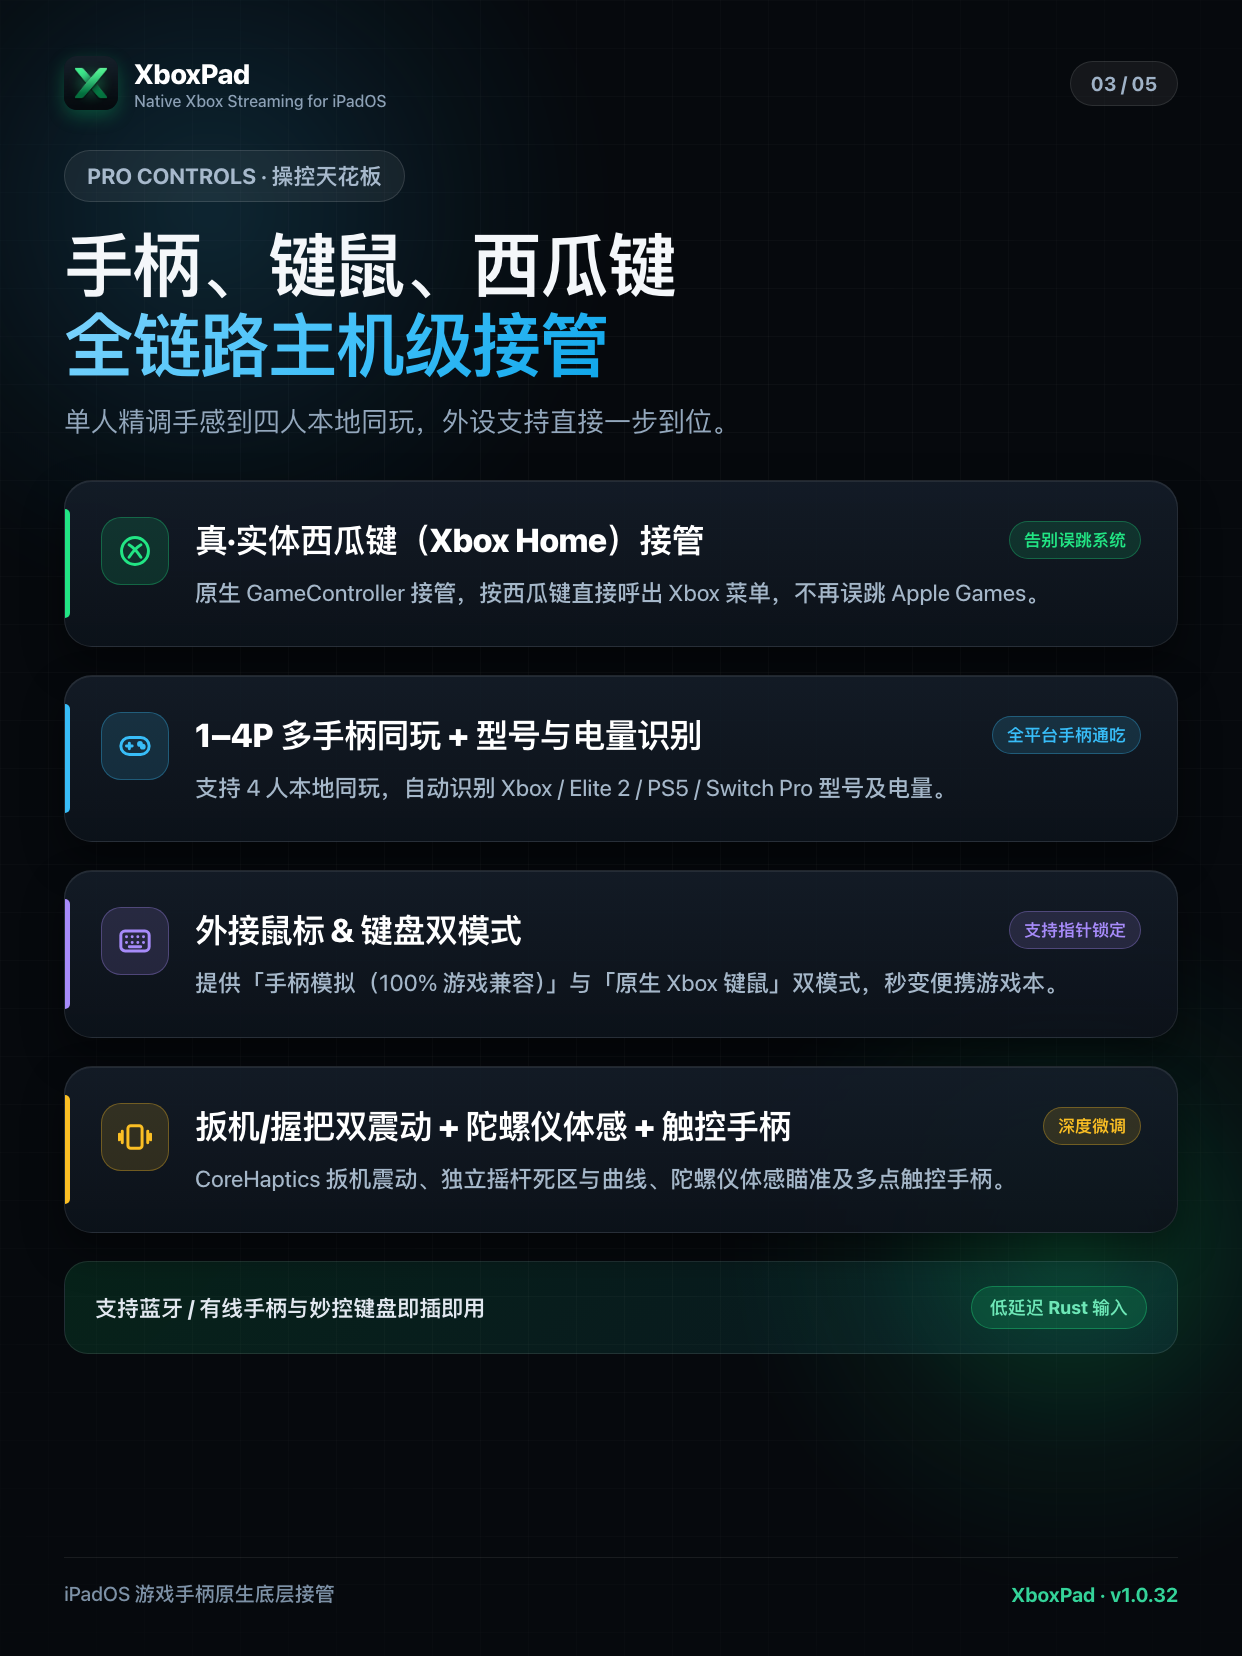 XboxPad
Native Xbox Streaming for iPadOS
03 / 05
PRO CONTROLS · 操控天花板
手柄、键鼠、西瓜键
全链路主机级接管
单人精调手感到四人本地同玩，外设支持直接一步到位。
真·实体西瓜键（Xbox Home）接管
告别误跳系统
原生 GameController 接管，按西瓜键直接呼出 Xbox 菜单，不再误跳 Apple Games。
1–4P 多手柄同玩 + 型号与电量识别
全平台手柄通吃
支持 4 人本地同玩，自动识别 Xbox / Elite 2 / PS5 / Switch Pro 型号及电量。
外接鼠标 & 键盘双模式
支持指针锁定
提供「手柄模拟（100% 游戏兼容）」与「原生 Xbox 键鼠」双模式，秒变便携游戏本。
扳机/握把双震动 + 陀螺仪体感 + 触控手柄
深度微调
CoreHaptics 扳机震动、独立摇杆死区与曲线、陀螺仪体感瞄准及多点触控手柄。
支持蓝牙 / 有线手柄与妙控键盘即插即用
低延迟 Rust 输入
iPadOS 游戏手柄原生底层接管
XboxPad · v1.0.32